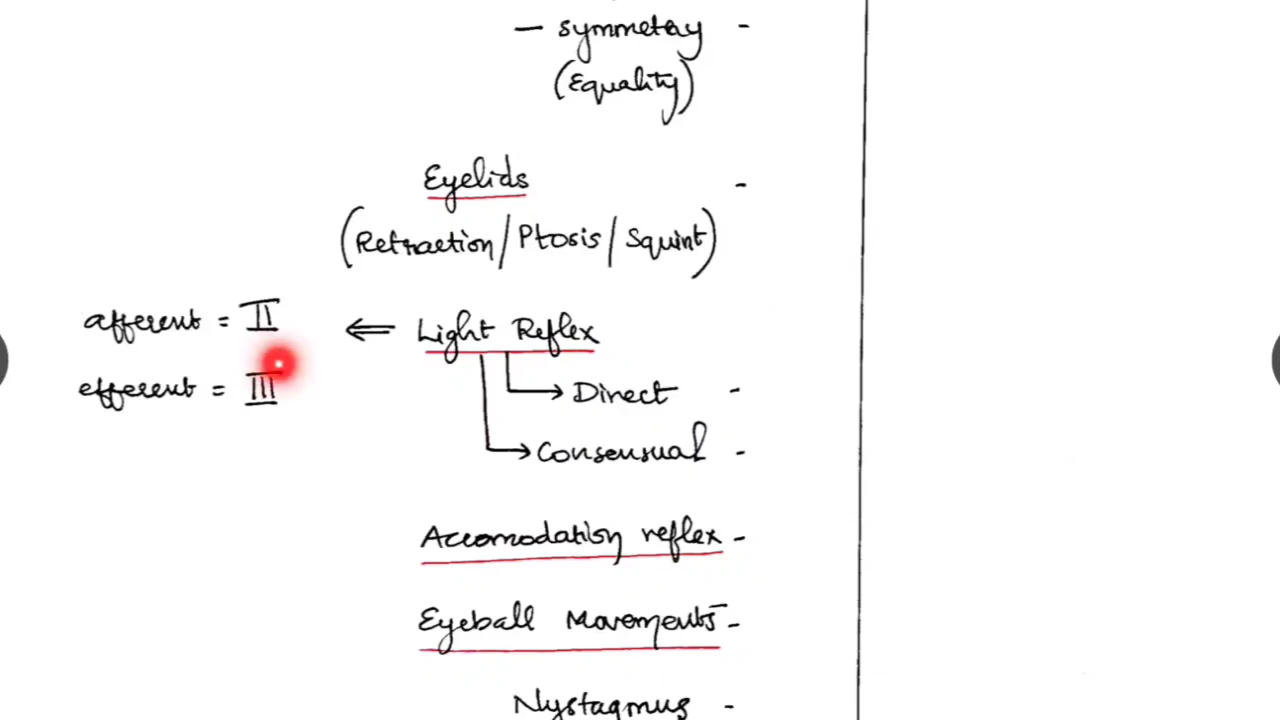 - symmetry -
(Equality)
Eyelids -
(Retraction/Ptosis/Squint)
afferent = II ⇐ Light Reflex
efferent = III
→ Direct -
→ Consensual -
Accomodation reflex -
Eyeball Movements -
Nystagmus -